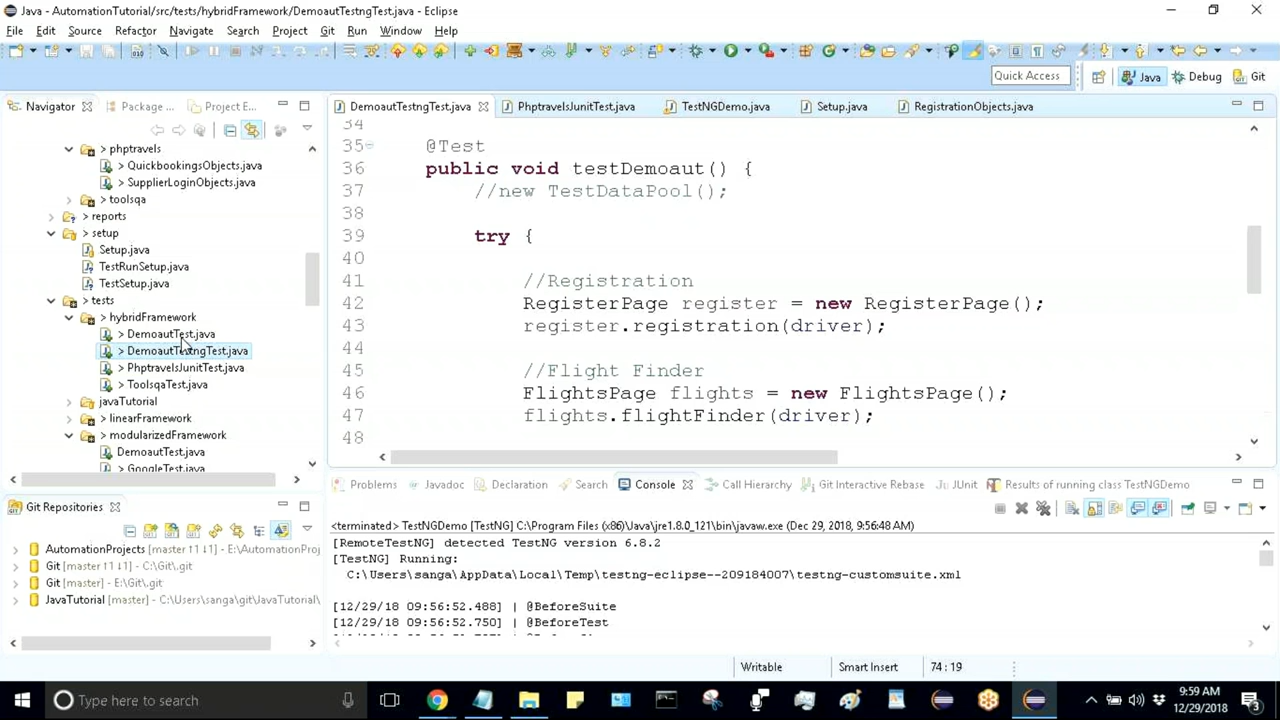 Java - AutomationTutorial/src/tests/hybridFramework/DemoautTestngTest.java - Eclipse
File Edit Source Refactor Navigate Search Project Git Run Window Help
Quick Access
Java
Debug
Git
Navigator
Package ...
Project E...
> phptravels
> QuickbookingsObjects.java
> SupplierLoginObjects.java
> toolsqa
> reports
> setup
Setup.java
TestRunSetup.java
TestSetup.java
> tests
> hybridFramework
> DemoautTest.java
> DemoautTestngTest.java
> PhptravelsJunitTest.java
> ToolsqaTest.java
javaTutorial
> linearFramework
> modularizedFramework
DemoautTest.java
> GoogleTest.java
Git Repositories
AutomationProjects [master ↑1 ↓1] - E:\AutomationProj
Git [master ↑1 ↓1] - C:\Git\.git
Git [master] - E:\Git\.git
JavaTutorial [master] - C:\Users\sanga\git\JavaTutorial\
DemoautTestngTest.java
PhptravelsJunitTest.java
TestNGDemo.java
Setup.java
RegistrationObjects.java
34
35 @Test
36 public void testDemoaut() {
37 //new TestDataPool();
38
39 try {
40
41 //Registration
42 RegisterPage register = new RegisterPage();
43 register.registration(driver);
44
45 //Flight Finder
46 FlightsPage flights = new FlightsPage();
47 flights.flightFinder(driver);
48
Problems
Javadoc
Declaration
Search
Console
Call Hierarchy
Git Interactive Rebase
JUnit
Results of running class TestNGDemo
<terminated> TestNGDemo [TestNG] C:\Program Files (x86)\Java\jre1.8.0_121\bin\javaw.exe (Dec 29, 2018, 9:56:48 AM)
[RemoteTestNG] detected TestNG version 6.8.2
[TestNG] Running:
C:\Users\sanga\AppData\Local\Temp\testng-eclipse--209184007\testng-customsuite.xml
[12/29/18 09:56:52.488] | @BeforeSuite
[12/29/18 09:56:52.750] | @BeforeTest
Writable
Smart Insert
74 : 19
Type here to search
9:59 AM
12/29/2018
3